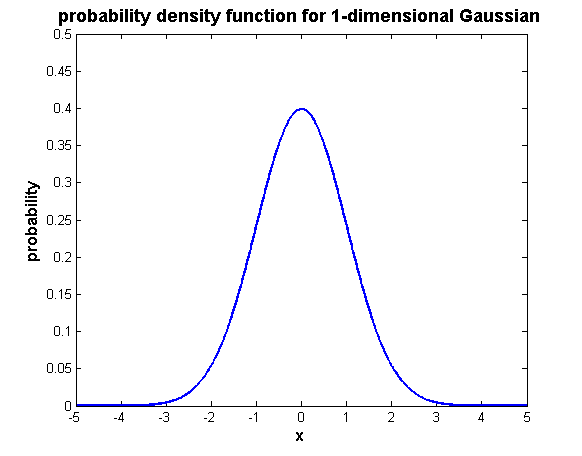 probability density function for 1-dimensional Gaussian
0.5
0.45
0.4
0.35
0.3
0.25
0.2
0.15
0.1
0.05
0
probability
-5 -4 -3 -2 -1 0 1 2 3 4 5
x